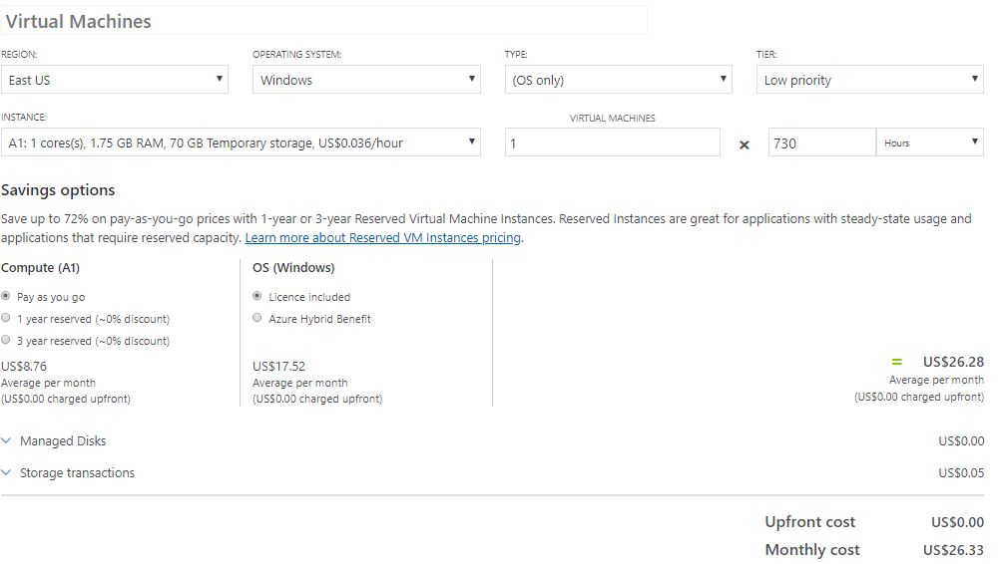 Virtual Machines
REGION: OPERATING SYSTEM: TYPE: TIER:
East US Windows (OS only) Low priority
INSTANCE: VIRTUAL MACHINES
A1: 1 cores(s), 1.75 GB RAM, 70 GB Temporary storage, US$0.036/hour 1 × 730 Hours
Savings options
Save up to 72% on pay-as-you-go prices with 1-year or 3-year Reserved Virtual Machine Instances. Reserved Instances are great for applications with steady-state usage and
applications that require reserved capacity. Learn more about Reserved VM Instances pricing.
Compute (A1) OS (Windows)
Pay as you go Licence included
1 year reserved (~0% discount) Azure Hybrid Benefit
3 year reserved (~0% discount)
US$8.76 US$17.52 = US$26.28
Average per month Average per month Average per month
(US$0.00 charged upfront) (US$0.00 charged upfront) (US$0.00 charged upfront)
Managed Disks US$0.00
Storage transactions US$0.05
Upfront cost US$0.00
Monthly cost US$26.33